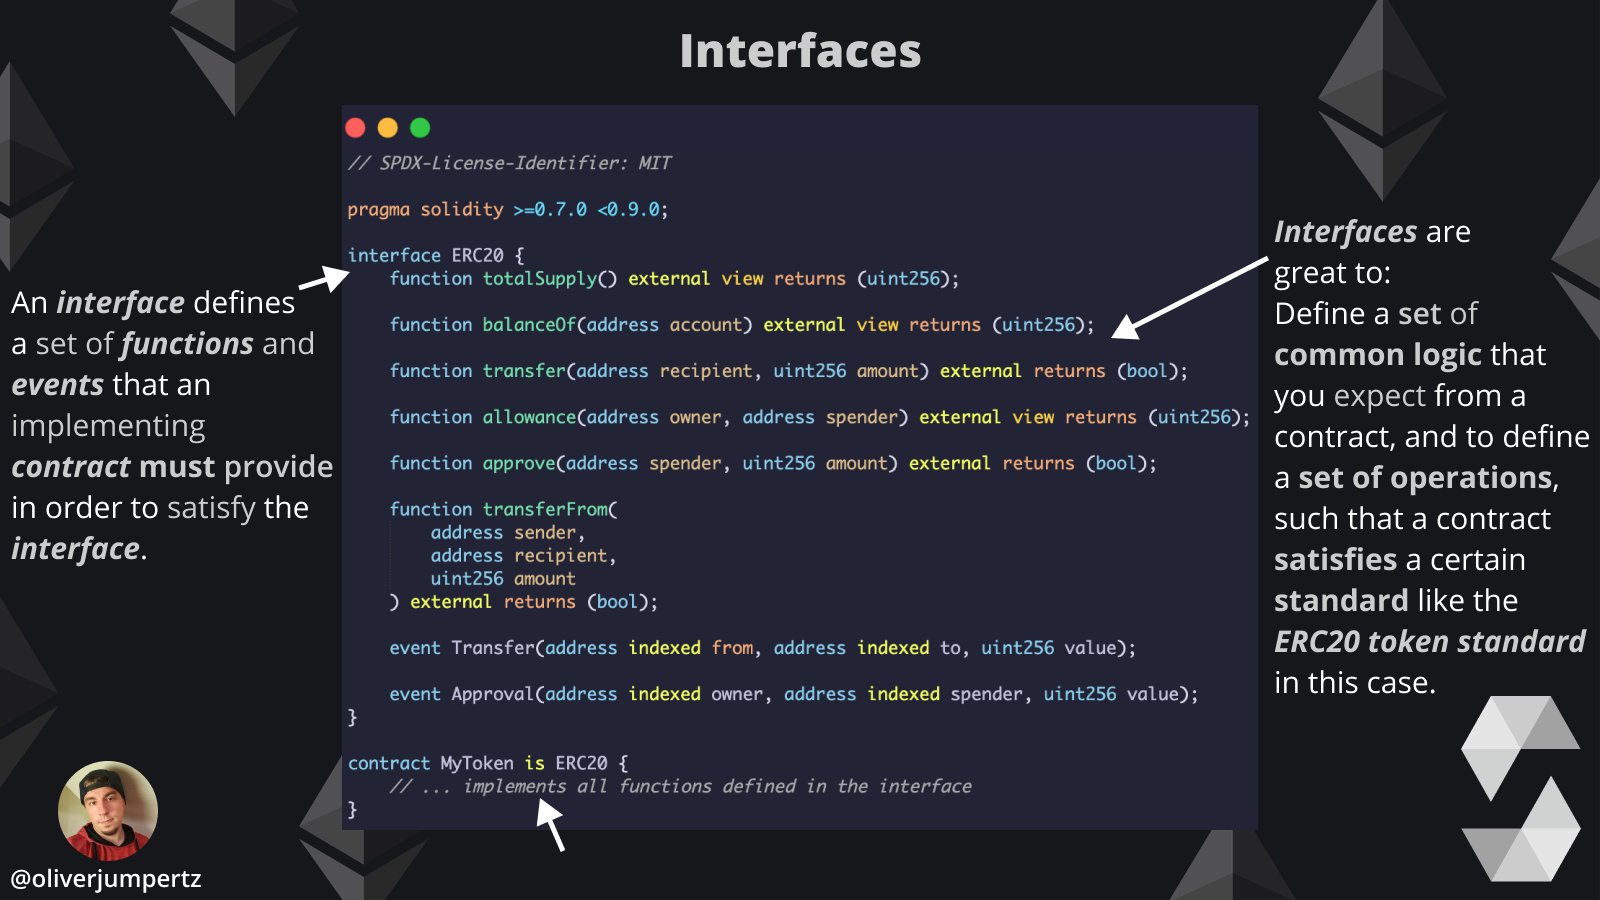 Interfaces
An interface defines
a set of functions and
events that an
implementing
contract must provide
in order to satisfy the
interface.
// SPDX-License-Identifier: MIT
pragma solidity >=0.7.0 <0.9.0;
interface ERC20 {
function totalSupply() external view returns (uint256);
function balanceOf(address account) external view returns (uint256);
function transfer(address recipient, uint256 amount) external returns (bool);
function allowance(address owner, address spender) external view returns (uint256);
function approve(address spender, uint256 amount) external returns (bool);
function transferFrom(
address sender,
address recipient,
uint256 amount
) external returns (bool);
event Transfer(address indexed from, address indexed to, uint256 value);
event Approval(address indexed owner, address indexed spender, uint256 value);
}
contract MyToken is ERC20 {
// ... implements all functions defined in the interface
}
Interfaces are
great to:
Define a set of
common logic that
you expect from a
contract, and to define
a set of operations,
such that a contract
satisfies a certain
standard like the
ERC20 token standard
in this case.
@oliverjumpertz